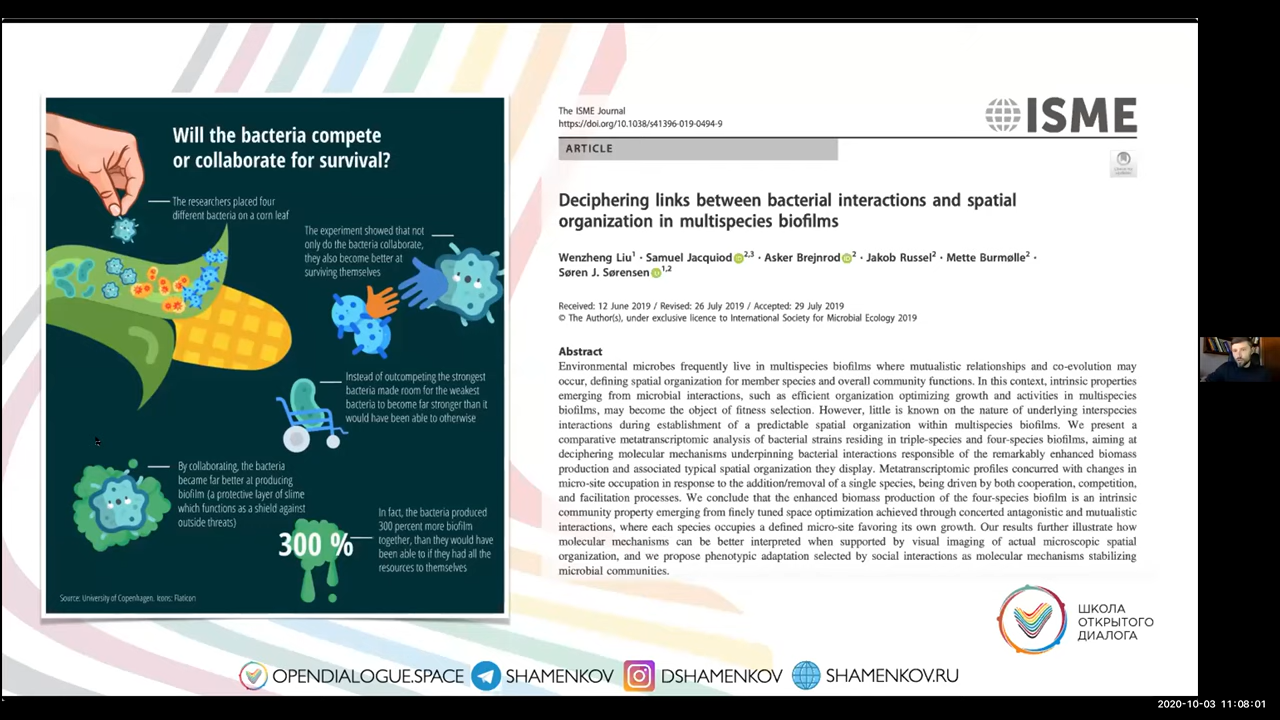 Will the bacteria compete
or collaborate for survival?
The researchers placed four
different bacteria on a corn leaf
The experiment showed that not
only do the bacteria collaborate,
they also become better at
surviving themselves
Instead of outcompeting the strongest
bacteria made room for the weakest
bacteria to become far stronger than it
would have been able to otherwise
By collaborating, the bacteria
became far better at producing
biofilm (a protective layer of slime
which functions as a shield against
outside threats)
300 %
In fact, the bacteria produced
300 percent more biofilm
together, than they would have
been able to if they had all the
resources to themselves
Source: University of Copenhagen. Icons: Flaticon
The ISME Journal
https://doi.org/10.1038/s41396-019-0494-9
ISME
ARTICLE
Deciphering links between bacterial interactions and spatial
organization in multispecies biofilms
Wenzheng Liu1 · Samuel Jacquiod 2,3 · Asker Brejnrod 2 · Jakob Russel2 · Mette Burmølle2 ·
Søren J. Sørensen 1,2
Received: 12 June 2019 / Revised: 26 July 2019 / Accepted: 29 July 2019
© The Author(s), under exclusive licence to International Society for Microbial Ecology 2019
Abstract
Environmental microbes frequently live in multispecies biofilms where mutualistic relationships and co-evolution may
occur, defining spatial organization for member species and overall community functions. In this context, intrinsic properties
emerging from microbial interactions, such as efficient organization optimizing growth and activities in multispecies
biofilms, may become the object of fitness selection. However, little is known on the nature of underlying interspecies
interactions during establishment of a predictable spatial organization within multispecies biofilms. We present a
comparative metatranscriptomic analysis of bacterial strains residing in triple-species and four-species biofilms, aiming at
deciphering molecular mechanisms underpinning bacterial interactions responsible of the remarkably enhanced biomass
production and associated typical spatial organization they display. Metatranscriptomic profiles concurred with changes in
micro-site occupation in response to the addition/removal of a single species, being driven by both cooperation, competition,
and facilitation processes. We conclude that the enhanced biomass production of the four-species biofilm is an intrinsic
community property emerging from finely tuned space optimization achieved through concerted antagonistic and mutualistic
interactions, where each species occupies a defined micro-site favoring its own growth. Our results further illustrate how
molecular mechanisms can be better interpreted when supported by visual imaging of actual microscopic spatial
organization, and we propose phenotypic adaptation selected by social interactions as molecular mechanisms stabilizing
microbial communities.
ШКОЛА
ОТКРЫТОГО
ДИАЛОГА
OPENDIALOGUE.SPACE SHAMENKOV DSHAMENKOV SHAMENKOV.RU
2020-10-03 11:08:01